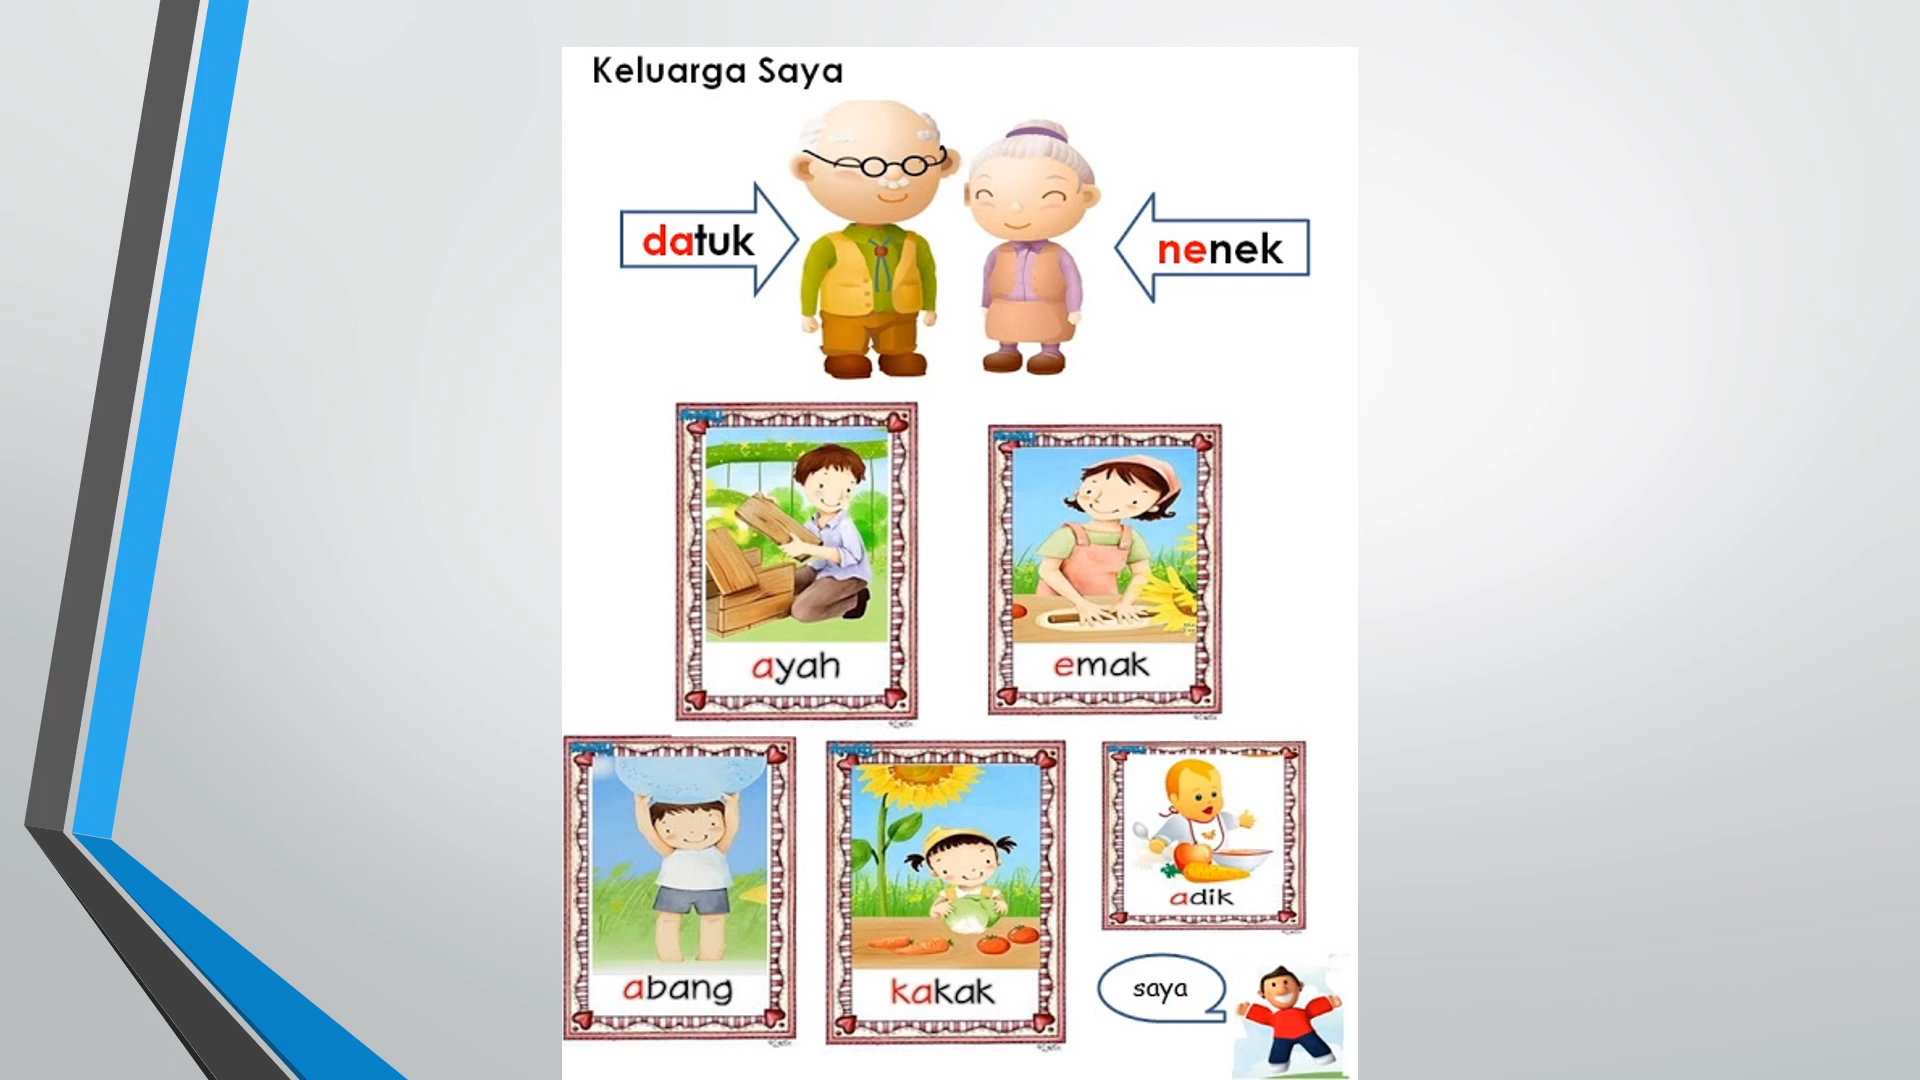 Keluarga Saya
datuk
nenek
ayah
emak
abang
kakak
adik
saya